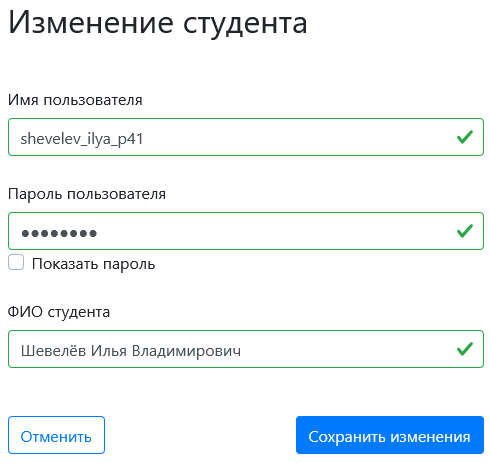 Изменение студента
Имя пользователя
shevelev_ilya_p41
Пароль пользователя
●●●●●●●●
Показать пароль
ФИО студента
Шевелёв Илья Владимирович
Отменить
Сохранить изменения